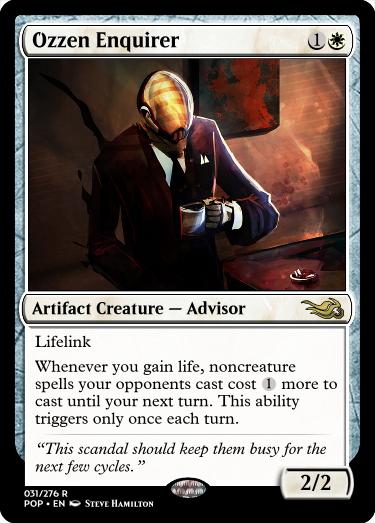 Ozzen Enquirer 1
Artifact Creature — Advisor
Lifelink
Whenever you gain life, noncreature
spells your opponents cast cost 1 more to
cast until your next turn. This ability
triggers only once each turn.
“This scandal should keep them busy for the
next few cycles.”
2/2
031/276 R
POP • EN Steve Hamilton